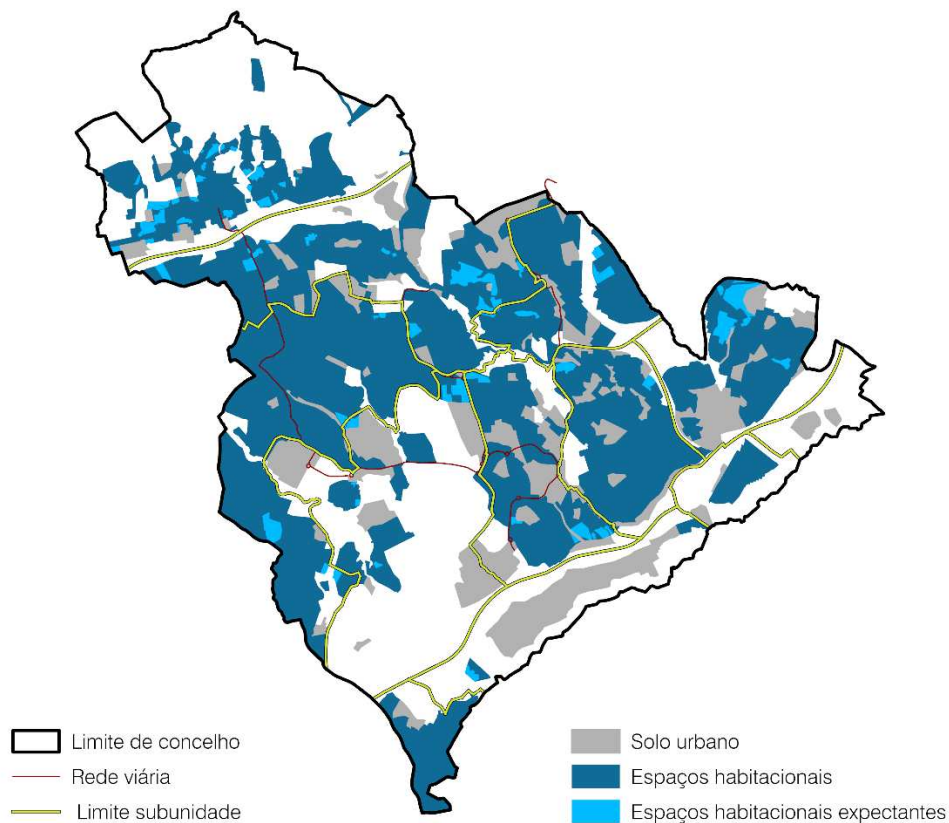 Limite de concelho
Rede viária
Limite subunidade
Solo urbano
Espaços habitacionais
Espaços habitacionais expectantes